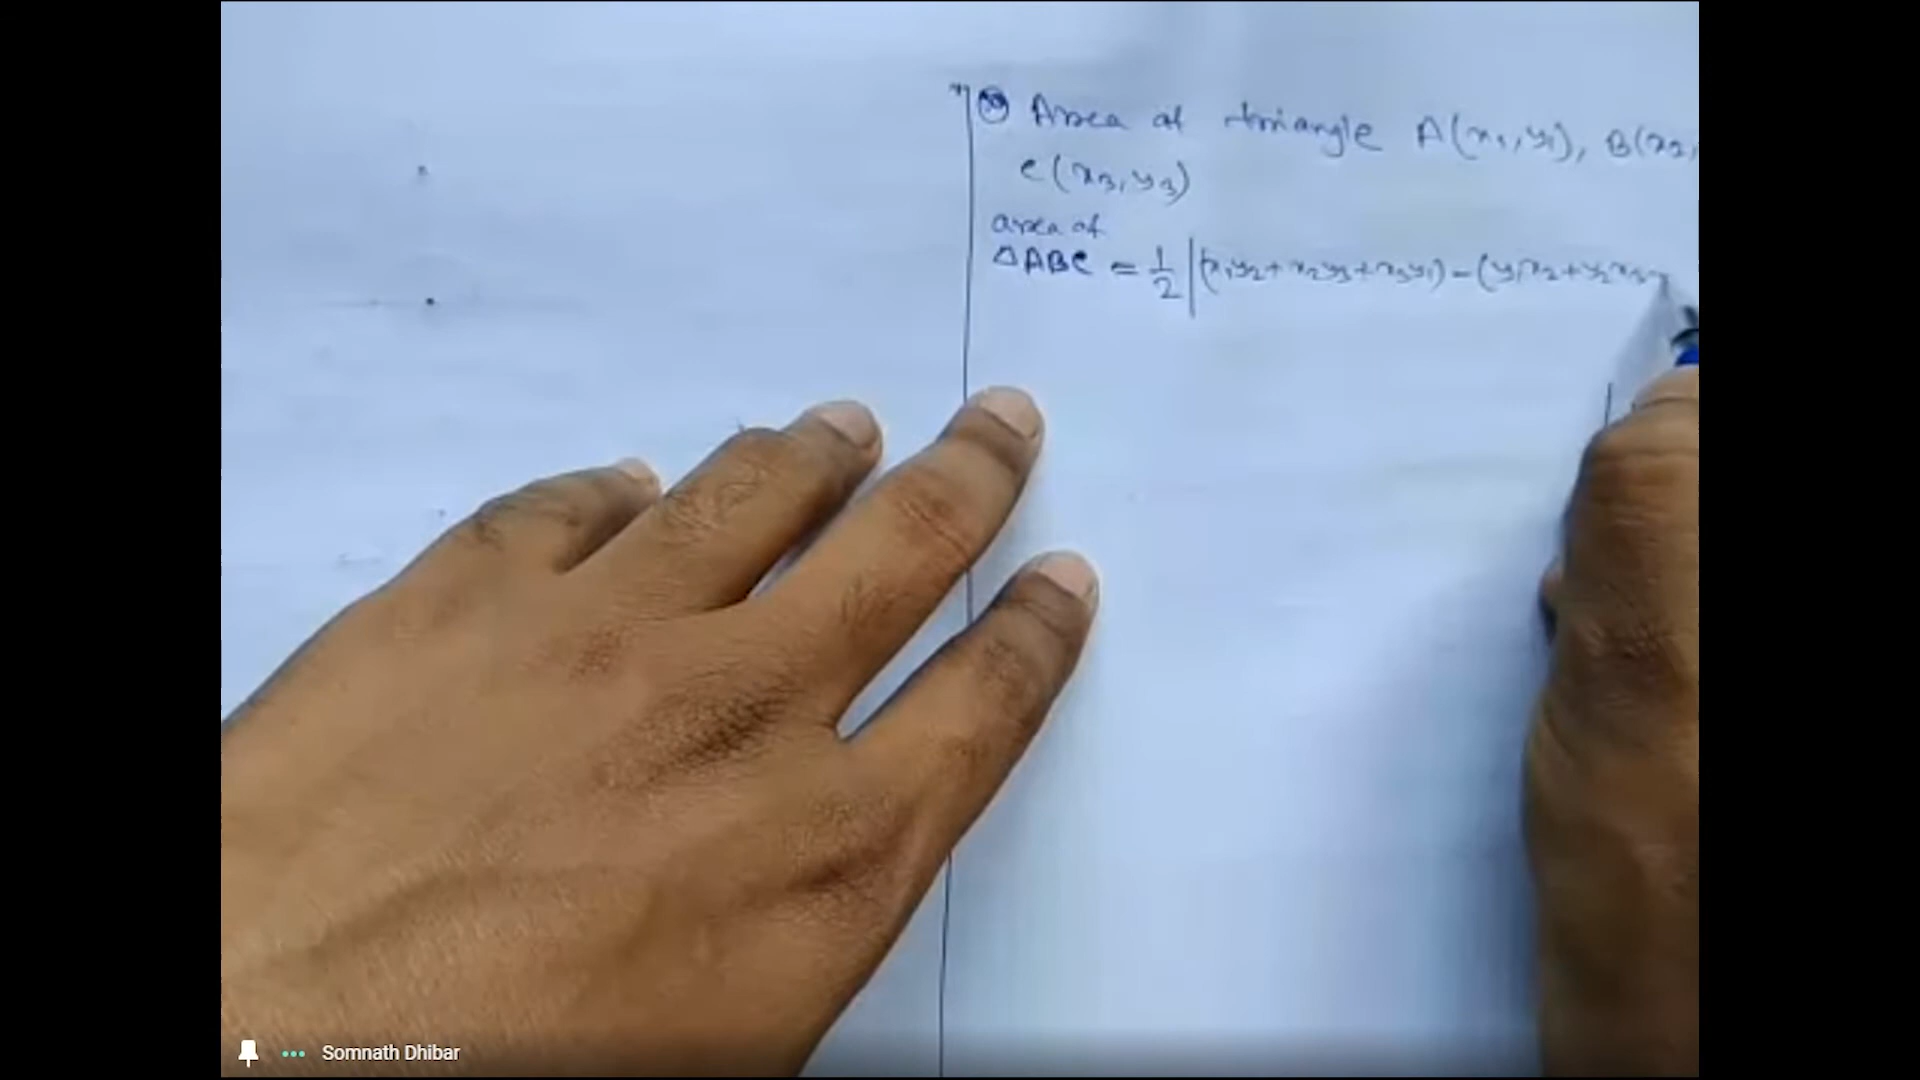 Area of triangle A(x₁,y₁), B(x₂,
C(x₃,y₃)
area of
ΔABC = 1/2 |(x₁y₂+x₂y₃+x₃y₁)-(y₁x₂+y₂x₃+
Somnath Dhibar